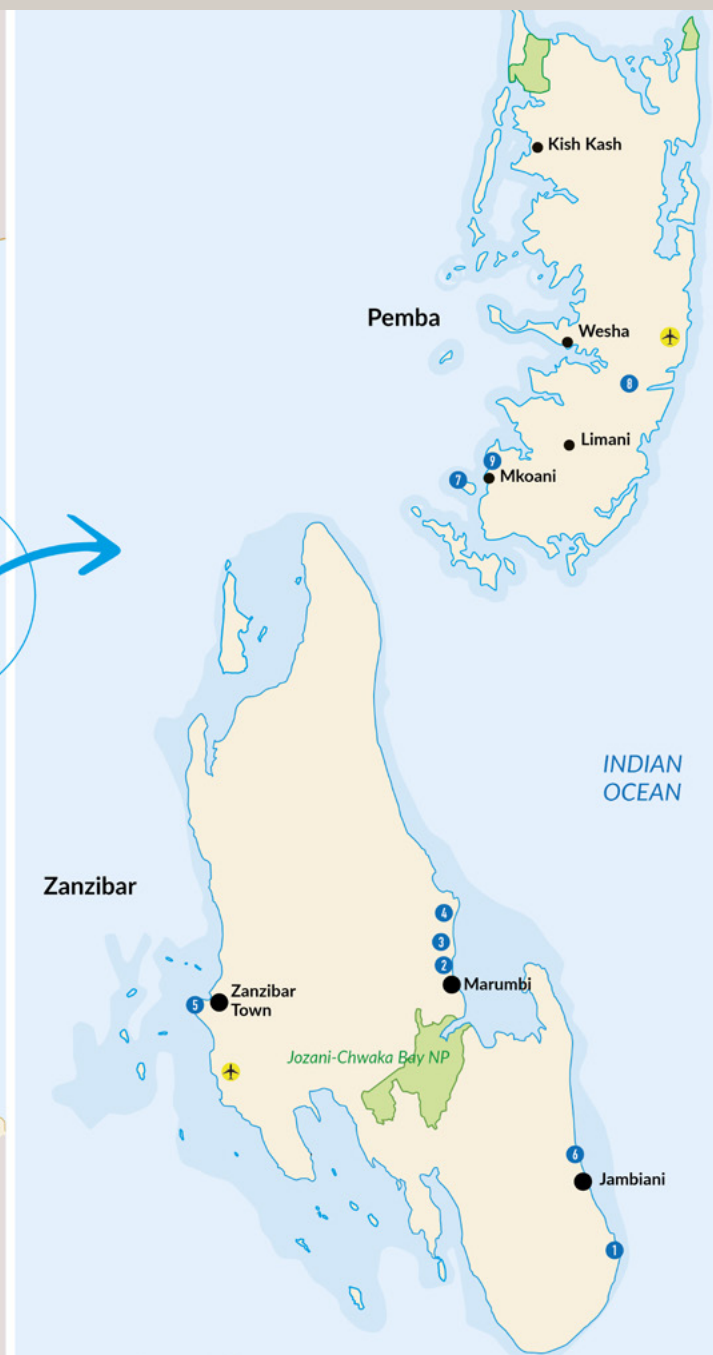 Kish Kash
Pemba
Wesha
8
Limani
9
7
Mkoani
INDIAN
OCEAN
Zanzibar
4
3
2
Marumbi
Zanzibar
Town
5
Jozani-Chwaka Bay NP
6
Jambiani
1